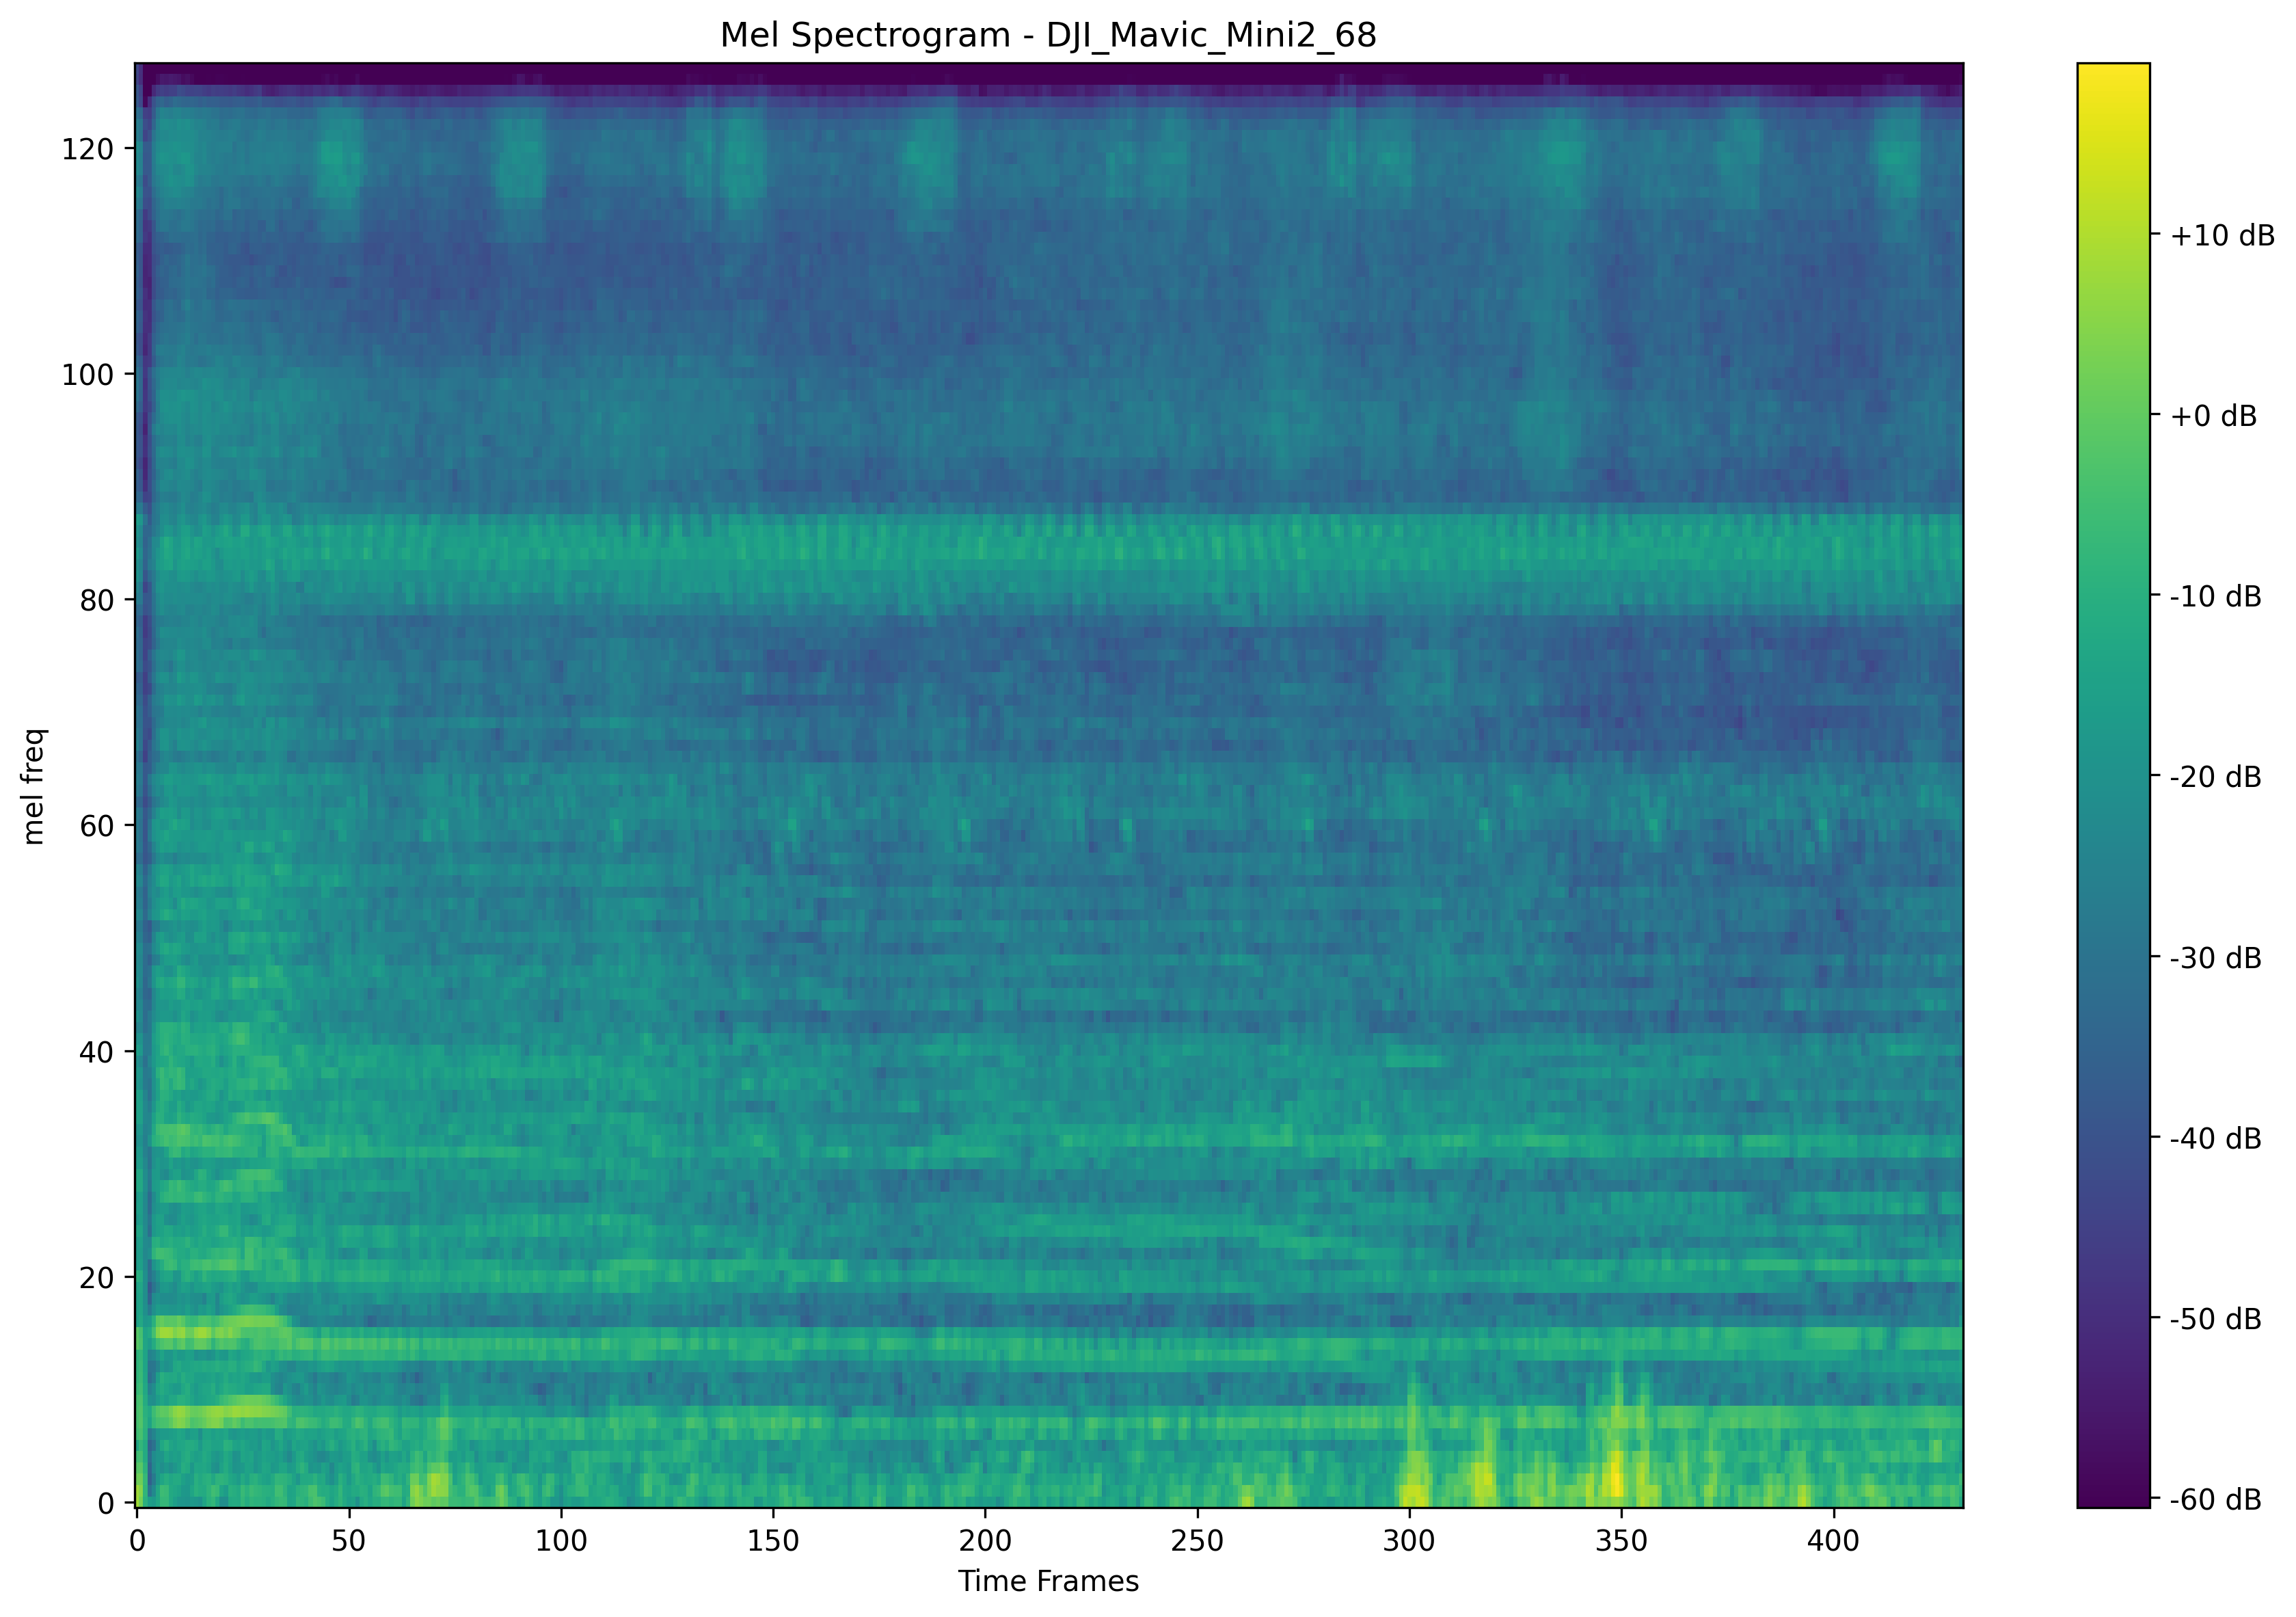 Mel Spectrogram - DJI_Mavic_Mini2_68
mel freq
120
100
80
60
40
20
0
0 50 100 150 200 250 300 350 400
Time Frames
+10 dB
+0 dB
-10 dB
-20 dB
-30 dB
-40 dB
-50 dB
-60 dB